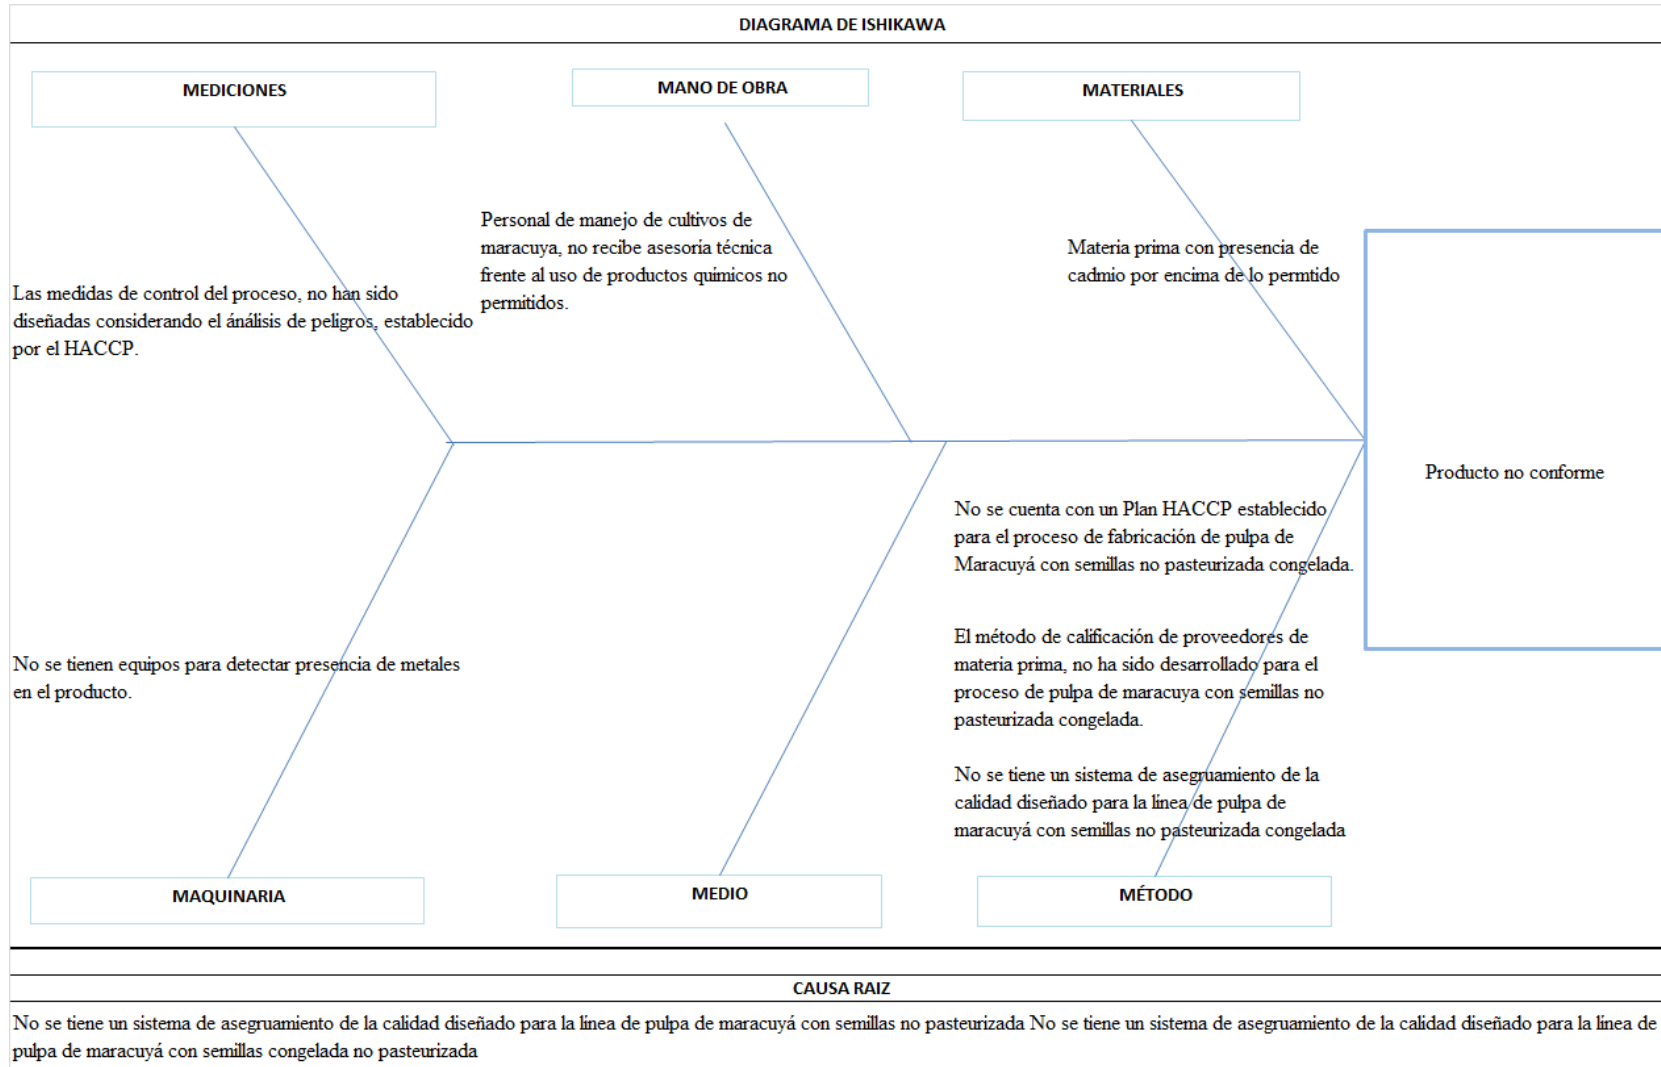 DIAGRAMA DE ISHIKAWA
MEDICIONES
MANO DE OBRA
MATERIALES
Personal de manejo de cultivos de
maracuya, no recibe asesoría técnica
frente al uso de productos químicos no
permitidos.
Materia prima con presencia de
cadmio por encima de lo permtido
Las medidas de control del proceso, no han sido
diseñadas considerando el ánálisis de peligros, establecido
por el HACCP.
Producto no conforme
No se cuenta con un Plan HACCP establecido
para el proceso de fabricación de pulpa de
Maracuyá con semillas no pasteurizada congelada.
El método de calificación de proveedores de
materia prima, no ha sido desarrollado para el
proceso de pulpa de maracuya con semillas no
pasteurizada congelada.
No se tienen equipos para detectar presencia de metales
en el producto.
No se tiene un sistema de asegruamiento de la
calidad diseñado para la línea de pulpa de
maracuyá con semillas no pasteurizada congelada
MAQUINARIA
MEDIO
MÉTODO
CAUSA RAIZ
No se tiene un sistema de asegruamiento de la calidad diseñado para la línea de pulpa de maracuyá con semillas no pasteurizada No se tiene un sistema de asegruamiento de la calidad diseñado para la línea de
pulpa de maracuyá con semillas congelada no pasteurizada